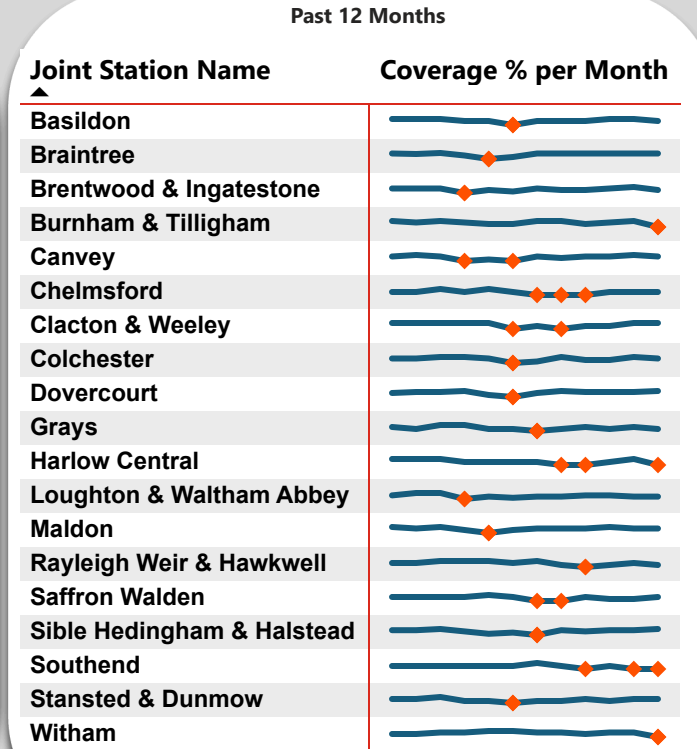 Past 12 Months
Joint Station Name Coverage % per Month
Basildon
Braintree
Brentwood & Ingatestone
Burnham & Tilligham
Canvey
Chelmsford
Clacton & Weeley
Colchester
Dovercourt
Grays
Harlow Central
Loughton & Waltham Abbey
Maldon
Rayleigh Weir & Hawkwell
Saffron Walden
Sible Hedingham & Halstead
Southend
Stansted & Dunmow
Witham